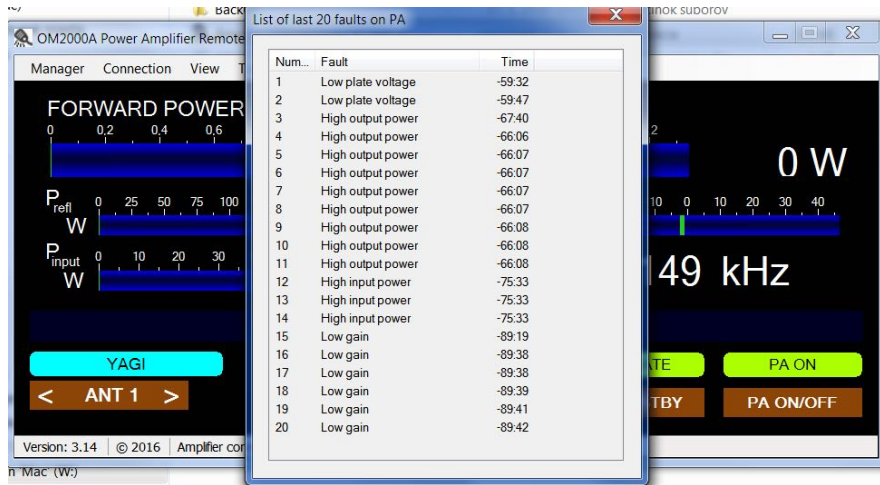 Back
inok suborov
List of last 20 faults on PA
OM2000A Power Amplifier Remote
Manager Connection View T
FORWARD POWER
0 0,2 0,4 0,6
2
0 W
Prefl W
0 25 50 75 100
10 0 10 20 30 40
Pinput W
0 10 20 30
49 kHz
YAGI
< ANT 1 >
TE
PA ON
TBY
PA ON/OFF
Version: 3.14 © 2016 Amplifier cor
n 'Mac' (W:)
Num... Fault Time
1 Low plate voltage -59:32
2 Low plate voltage -59:47
3 High output power -67:40
4 High output power -66:06
5 High output power -66:07
6 High output power -66:07
7 High output power -66:07
8 High output power -66:07
9 High output power -66:08
10 High output power -66:08
11 High output power -66:08
12 High input power -75:33
13 High input power -75:33
14 High input power -75:33
15 Low gain -89:19
16 Low gain -89:38
17 Low gain -89:38
18 Low gain -89:39
19 Low gain -89:41
20 Low gain -89:42